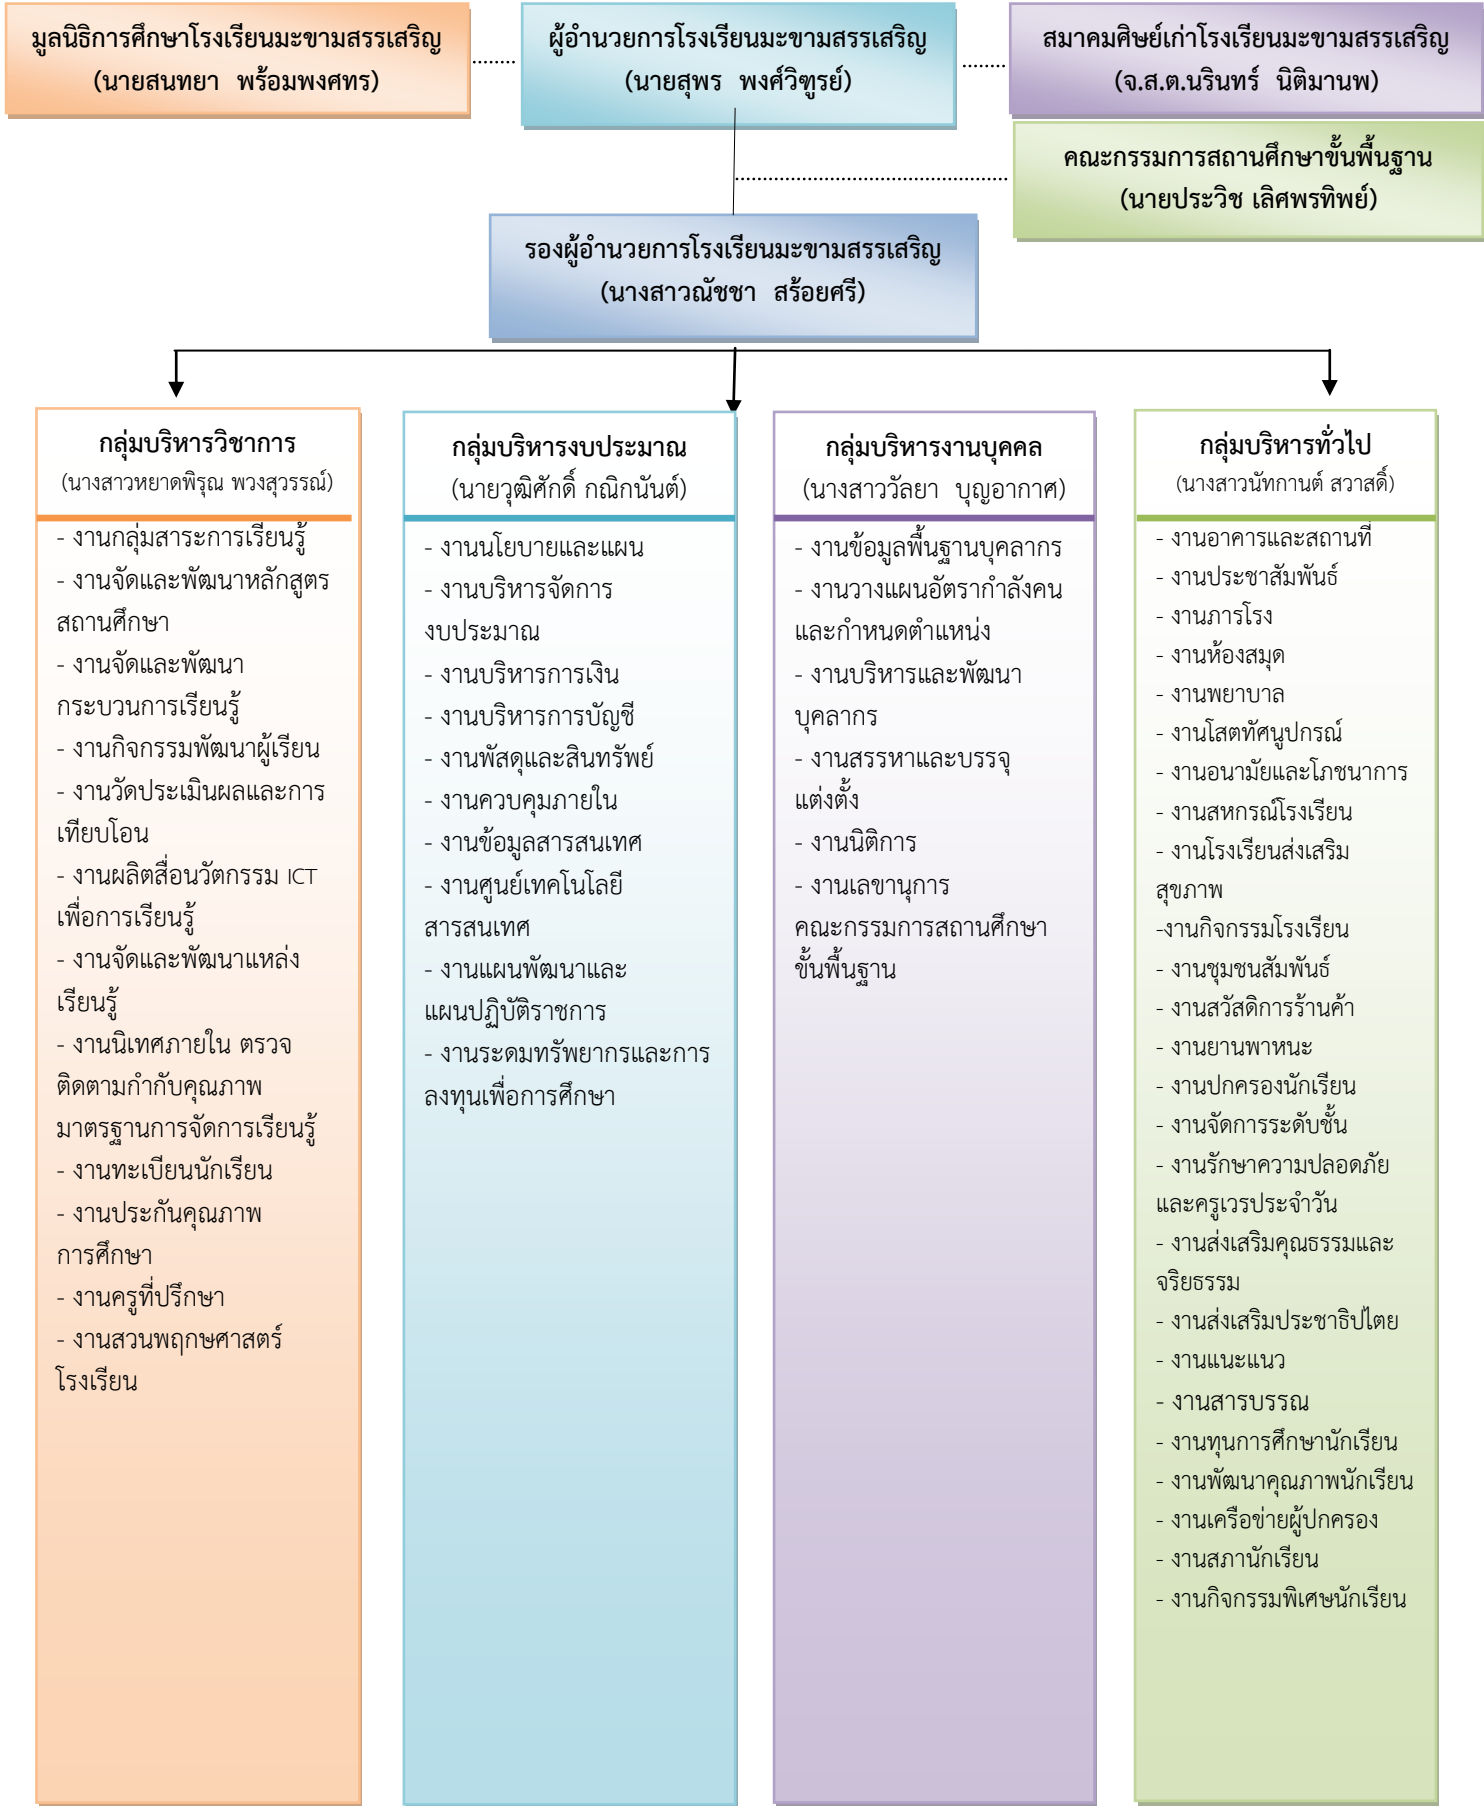 มูลนิธิการศึกษาโรงเรียนมะขามสรรเสริญ
(นายสนทยา พร้อมพงศทร)
ผู้อำนวยการโรงเรียนมะขามสรรเสริญ
(นายสุพร พงศ์วิฑูรย์)
สมาคมศิษย์เก่าโรงเรียนมะขามสรรเสริญ
(จ.ส.ต.นรินทร์ นิติมานพ)
คณะกรรมการสถานศึกษาขั้นพื้นฐาน
(นายประวิช เลิศพรทิพย์)
รองผู้อำนวยการโรงเรียนมะขามสรรเสริญ
(นางสาวณัชชา สร้อยศรี)
กลุ่มบริหารวิชาการ
(นางสาวหยาดพิรุณ พวงสุวรรณ์)
- งานกลุ่มสาระการเรียนรู้
- งานจัดและพัฒนาหลักสูตร
สถานศึกษา
- งานจัดและพัฒนา
กระบวนการเรียนรู้
- งานกิจกรรมพัฒนาผู้เรียน
- งานวัดประเมินผลและการ
เทียบโอน
- งานผลิตสื่อนวัตกรรม ICT
เพื่อการเรียนรู้
- งานจัดและพัฒนาแหล่ง
เรียนรู้
- งานนิเทศภายใน ตรวจ
ติดตามกำกับคุณภาพ
มาตรฐานการจัดการเรียนรู้
- งานทะเบียนนักเรียน
- งานประกันคุณภาพ
การศึกษา
- งานครูที่ปรึกษา
- งานสวนพฤกษศาสตร์
โรงเรียน
กลุ่มบริหารงบประมาณ
(นายวุฒิศักดิ์ กณิกนันต์)
- งานนโยบายและแผน
- งานบริหารจัดการ
งบประมาณ
- งานบริหารการเงิน
- งานบริหารการบัญชี
- งานพัสดุและสินทรัพย์
- งานควบคุมภายใน
- งานข้อมูลสารสนเทศ
- งานศูนย์เทคโนโลยี
สารสนเทศ
- งานแผนพัฒนาและ
แผนปฏิบัติราชการ
- งานระดมทรัพยากรและการ
ลงทุนเพื่อการศึกษา
กลุ่มบริหารงานบุคคล
(นางสาววัลยา บุญอากาศ)
- งานข้อมูลพื้นฐานบุคลากร
- งานวางแผนอัตรากำลังคน
และกำหนดตำแหน่ง
- งานบริหารและพัฒนา
บุคลากร
- งานสรรหาและบรรจุ
แต่งตั้ง
- งานนิติการ
- งานเลขานุการ
คณะกรรมการสถานศึกษา
ขั้นพื้นฐาน
กลุ่มบริหารทั่วไป
(นางสาวนัทกานต์ สวาสดิ์)
- งานอาคารและสถานที่
- งานประชาสัมพันธ์
- งานภารโรง
- งานห้องสมุด
- งานพยาบาล
- งานโสตทัศนูปกรณ์
- งานอนามัยและโภชนาการ
- งานสหกรณ์โรงเรียน
- งานโรงเรียนส่งเสริม
สุขภาพ
-งานกิจกรรมโรงเรียน
- งานชุมชนสัมพันธ์
- งานสวัสดิการร้านค้า
- งานยานพาหนะ
- งานปกครองนักเรียน
- งานจัดการระดับชั้น
- งานรักษาความปลอดภัย
และครูเวรประจำวัน
- งานส่งเสริมคุณธรรมและ
จริยธรรม
- งานส่งเสริมประชาธิปไตย
- งานแนะแนว
- งานสารบรรณ
- งานทุนการศึกษานักเรียน
- งานพัฒนาคุณภาพนักเรียน
- งานเครือข่ายผู้ปกครอง
- งานสภานักเรียน
- งานกิจกรรมพิเศษนักเรียน